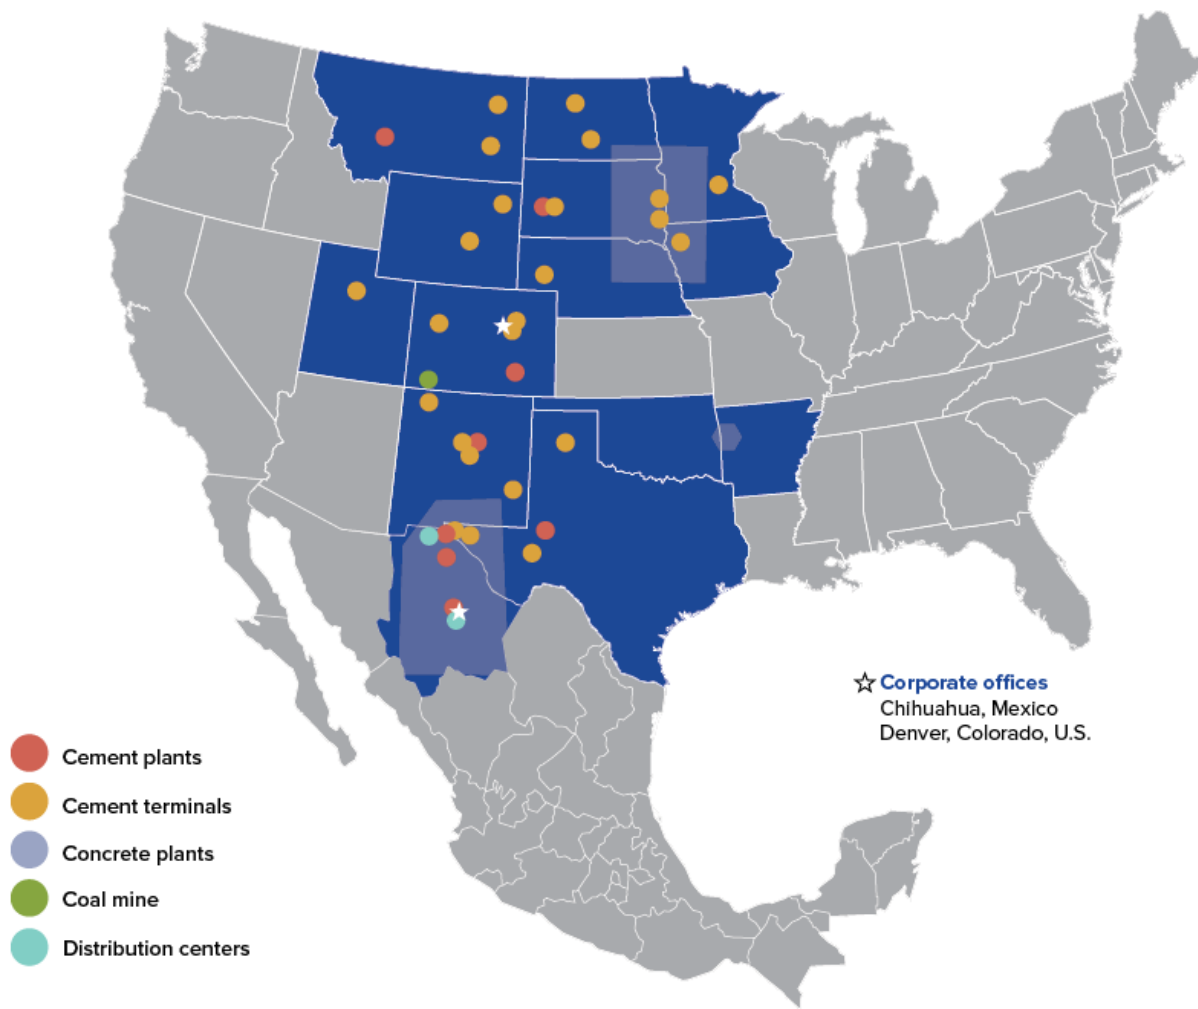 Corporate offices
Chihuahua, Mexico
Denver, Colorado, U.S.
Cement plants
Cement terminals
Concrete plants
Coal mine
Distribution centers